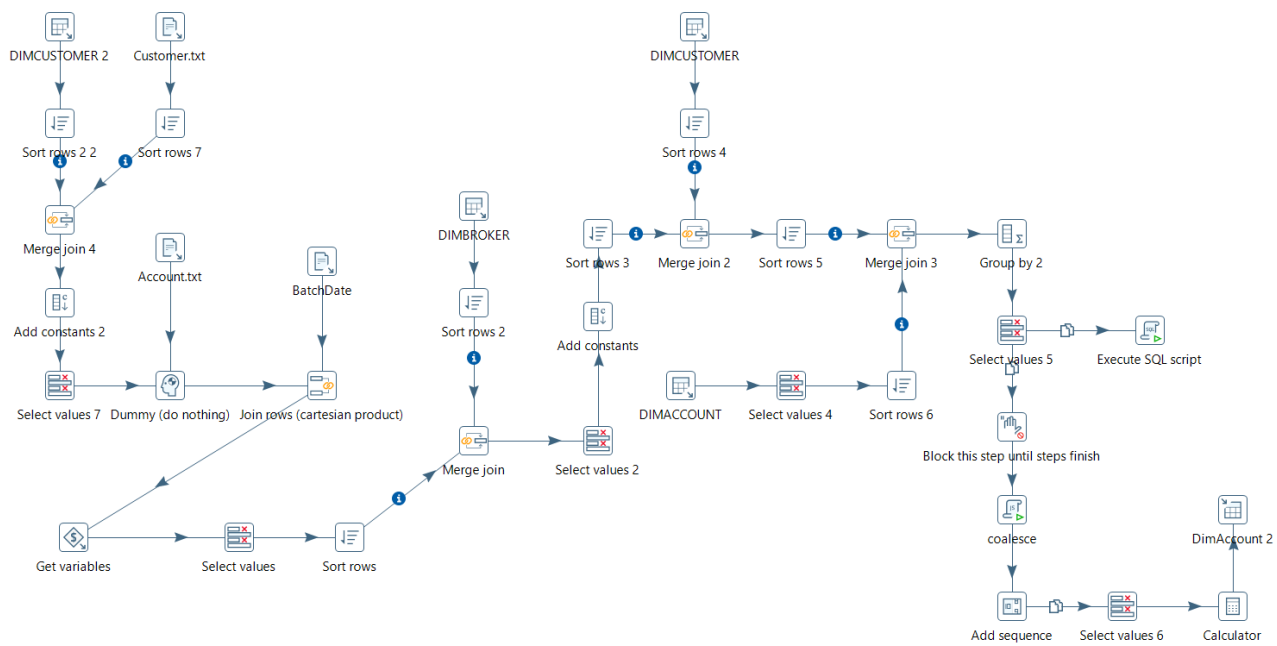 DIMCUSTOMER 2
Customer.txt
DIMCUSTOMER
Sort rows 2 2
Sort rows 7
Sort rows 4
Merge join 4
DIMBROKER
Sort rows 3
Merge join 2
Sort rows 5
Merge join 3
Group by 2
Account.txt
BatchDate
Add constants 2
Sort rows 2
Add constants
Select values 5
Execute SQL script
Select values 7
Dummy (do nothing)
Join rows (cartesian product)
DIMACCOUNT
Select values 4
Sort rows 6
Merge join
Select values 2
Block this step until steps finish
coalesce
DimAccount 2
Get variables
Select values
Sort rows
Add sequence
Select values 6
Calculator